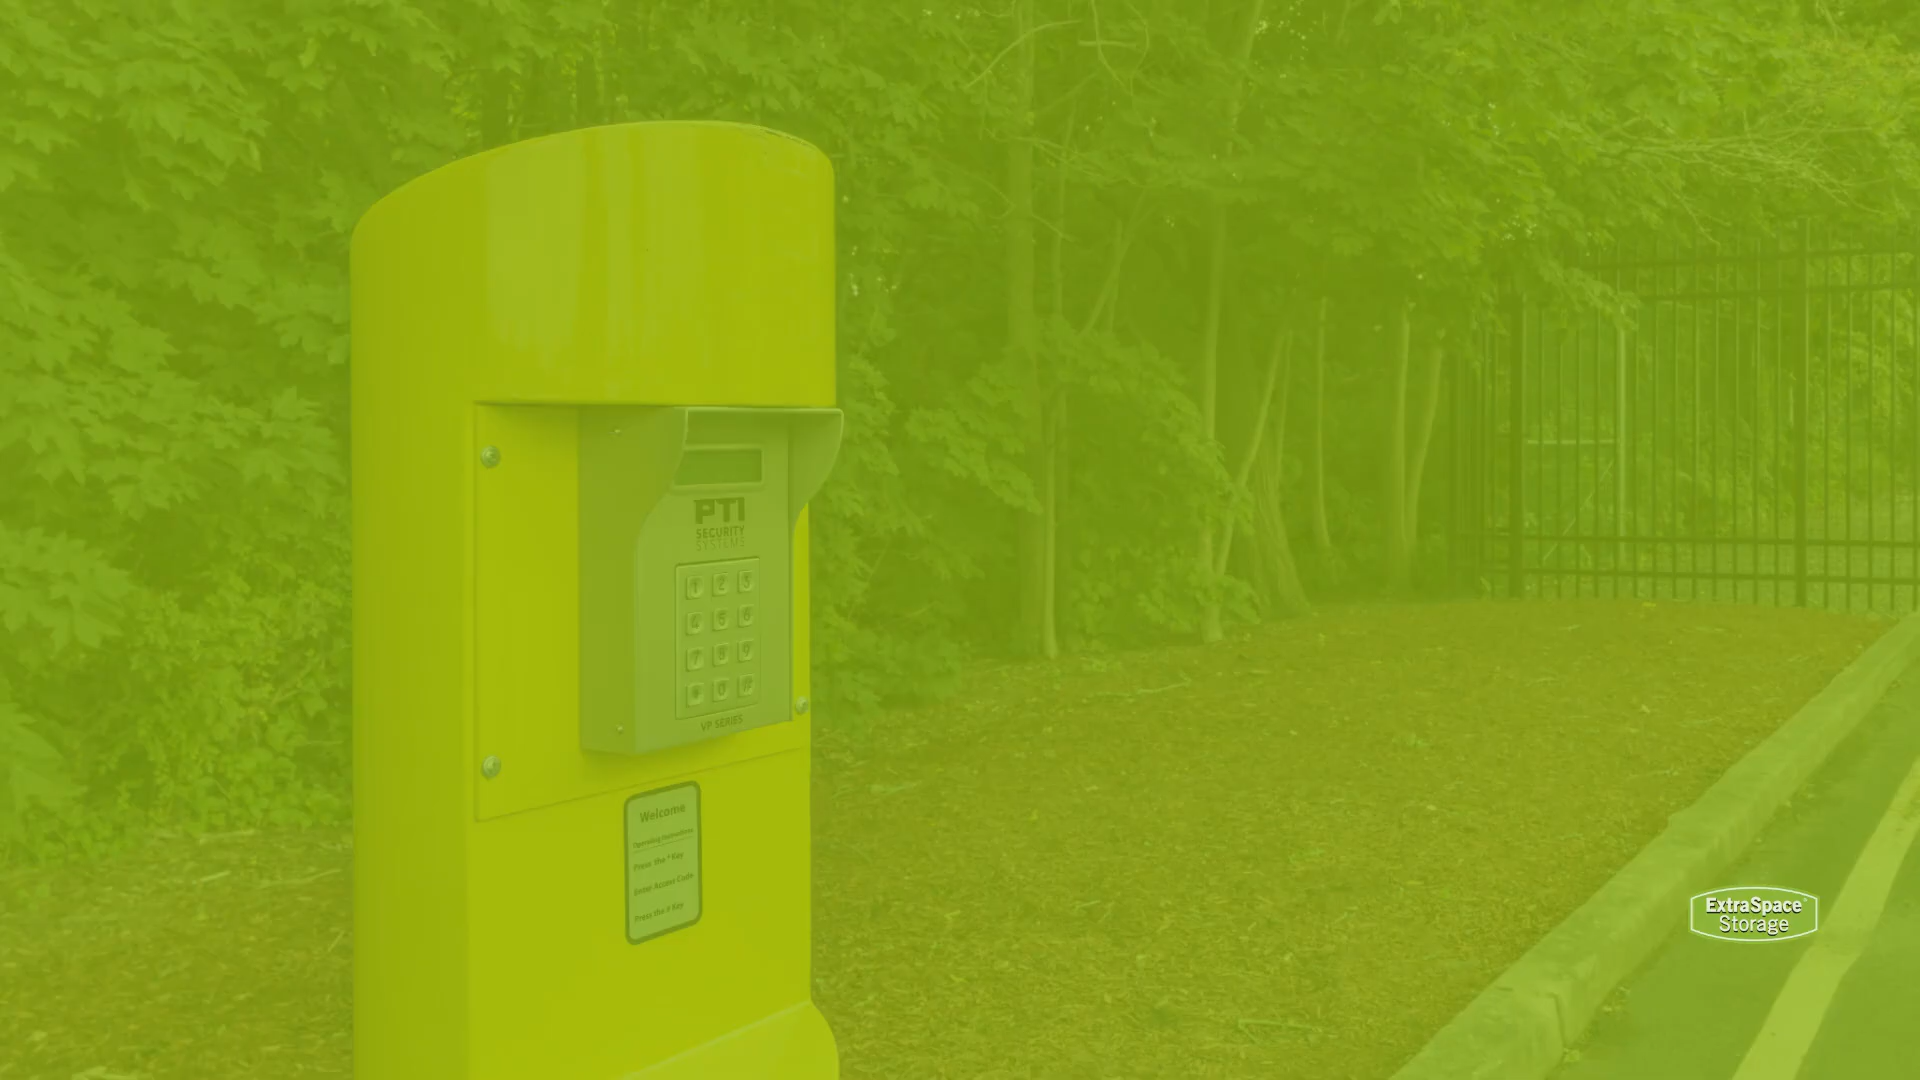 PTI
SECURITY
SYSTEMS
1 2 3
4 5 6
7 8 9
* 0 #
VP SERIES
Welcome
Operating Instructions
Press the * Key
Enter Access Code
Press the # Key
ExtraSpace
Storage